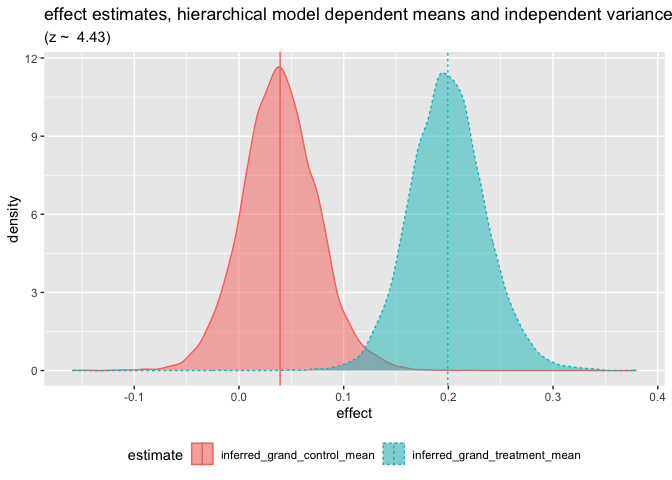 effect estimates, hierarchical model dependent means and independent variance
(z ~  4.43)
12
9
6
3
0
density
-0.1
0.0
0.1
0.2
0.3
0.4
effect
estimate
inferred_grand_control_mean
inferred_grand_treatment_mean